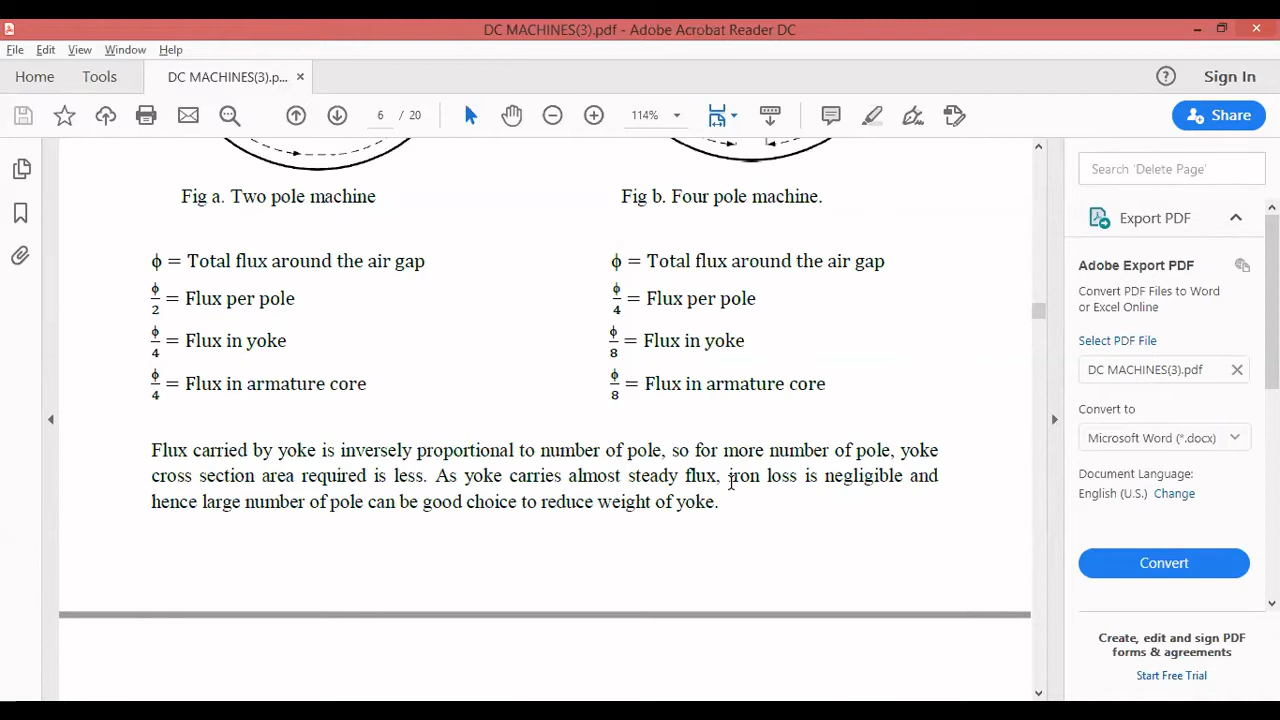 DC MACHINES(3).pdf - Adobe Acrobat Reader DC
File Edit View Window Help
Home Tools DC MACHINES(3).p... Sign In
6 / 20 114% Share
Fig a. Two pole machine Fig b. Four pole machine.
ϕ = Total flux around the air gap ϕ = Total flux around the air gap
ϕ/2 = Flux per pole ϕ/4 = Flux per pole
ϕ/4 = Flux in yoke ϕ/8 = Flux in yoke
ϕ/4 = Flux in armature core ϕ/8 = Flux in armature core
Flux carried by yoke is inversely proportional to number of pole, so for more number of pole, yoke
cross section area required is less. As yoke carries almost steady flux, iron loss is negligible and
hence large number of pole can be good choice to reduce weight of yoke.
Search 'Delete Page'
Export PDF
Adobe Export PDF
Convert PDF Files to Word
or Excel Online
Select PDF File
DC MACHINES(3).pdf
Convert to
Microsoft Word (*.docx)
Document Language:
English (U.S.) Change
Convert
Create, edit and sign PDF
forms & agreements
Start Free Trial